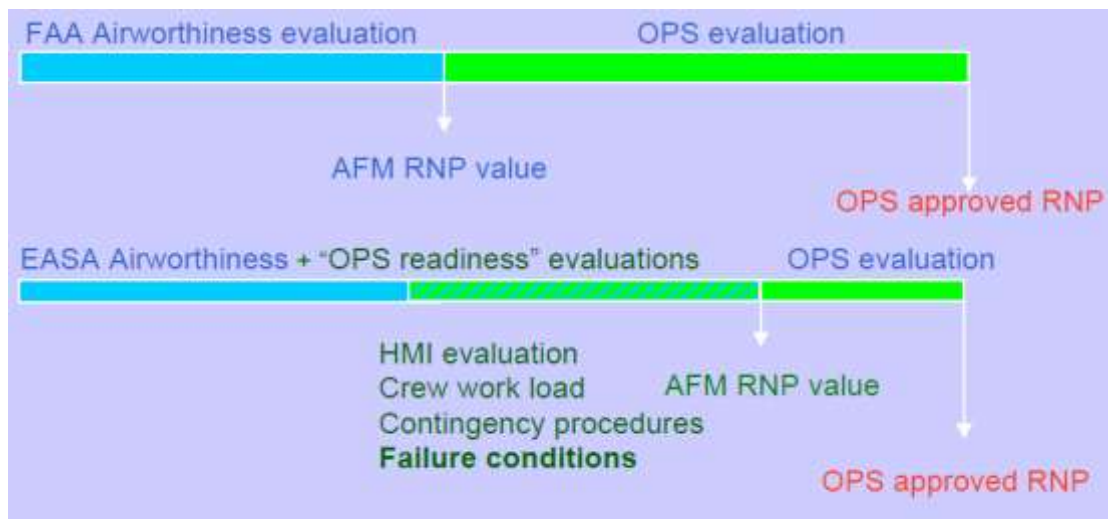 FAA Airworthiness evaluation OPS evaluation
AFM RNP value
OPS approved RNP
EASA Airworthiness + "OPS readiness" evaluations OPS evaluation
HMI evaluation
Crew work load AFM RNP value
Contingency procedures
Failure conditions
OPS approved RNP